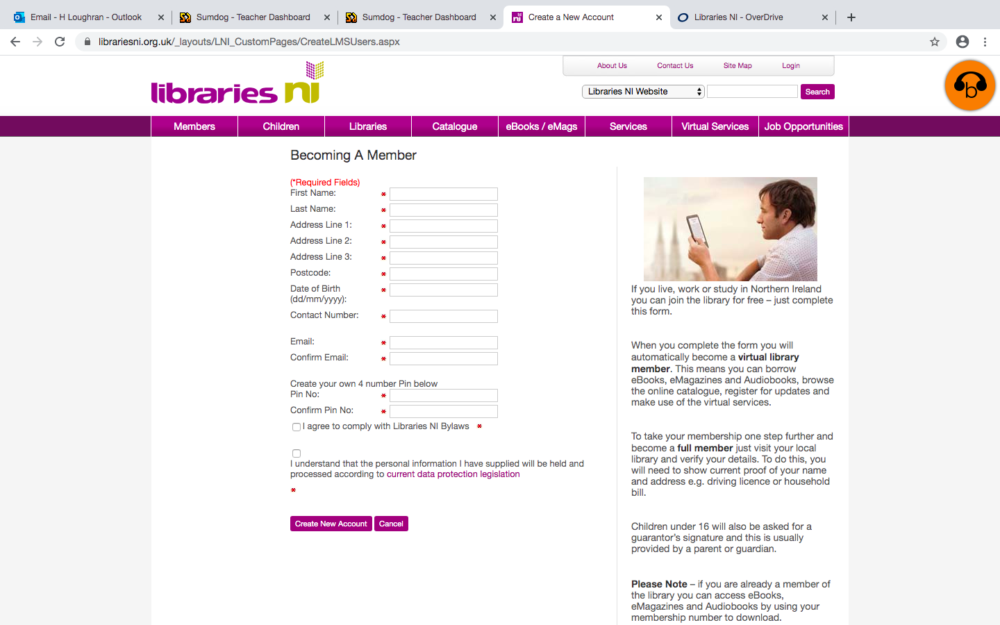 Email - H Loughran - Outlook
Sumdog - Teacher Dashboard
Sumdog - Teacher Dashboard
Create a New Account
Libraries NI - OverDrive
librariesni.org.uk/_layouts/LNI_CustomPages/CreateLMSUsers.aspx
libraries ni
About Us Contact Us Site Map Login
Libraries NI Website Search
b
Members Children Libraries Catalogue eBooks / eMags Services Virtual Services Job Opportunities
Becoming A Member
(*Required Fields)
First Name: *
Last Name: *
Address Line 1: *
Address Line 2: *
Address Line 3: *
Postcode: *
Date of Birth *
(dd/mm/yyyy):
Contact Number: *
Email: *
Confirm Email: *
Create your own 4 number Pin below
Pin No: *
Confirm Pin No: *
I agree to comply with Libraries NI Bylaws *
I understand that the personal information I have supplied will be held and
processed according to current data protection legislation
*
Create New Account Cancel
If you live, work or study in Northern Ireland
you can join the library for free – just complete
this form.
When you complete the form you will
automatically become a virtual library
member. This means you can borrow
eBooks, eMagazines and Audiobooks, browse
the online catalogue, register for updates and
make use of the virtual services.
To take your membership one step further and
become a full member just visit your local
library and verify your details. To do this, you
will need to show current proof of your name
and address e.g. driving licence or household
bill.
Children under 16 will also be asked for a
guarantor's signature and this is usually
provided by a parent or guardian.
Please Note – if you are already a member of
the library you can access eBooks,
eMagazines and Audiobooks by using your
membership number to download.